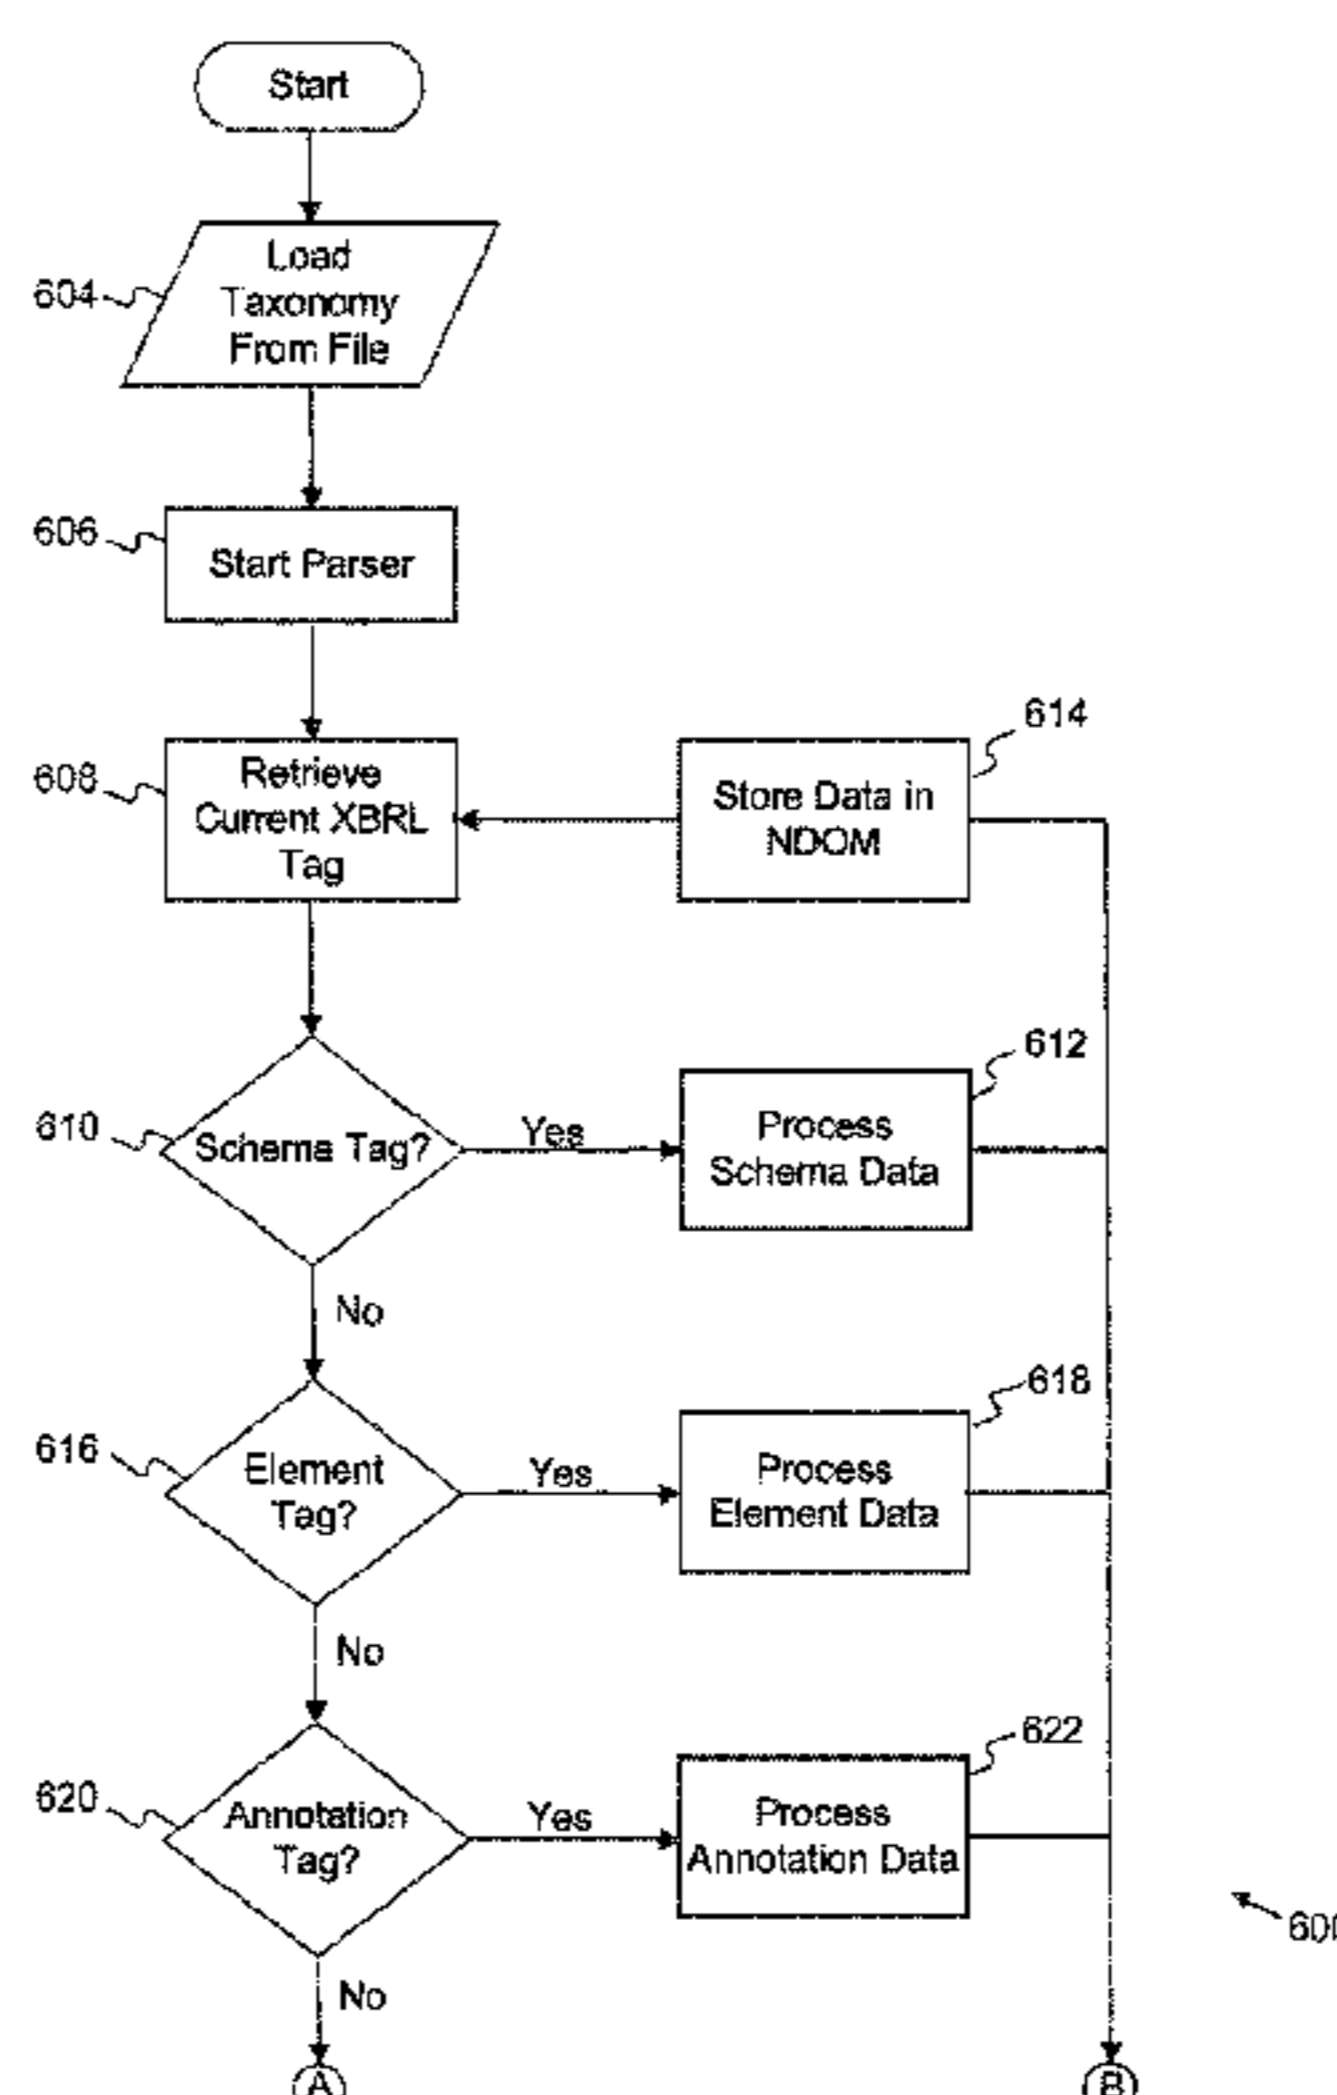 Start
604
Load
Taxonomy
From File
606
Start Parser
608
Retrieve
Current XBRL
Tag
614
Store Data in
NDOM
610
Schema Tag?
Yes
612
Process
Schema Data
No
616
Element
Tag?
Yes
618
Process
Element Data
No
620
Annotation
Tag?
Yes
622
Process
Annotation Data
600
No
A
B